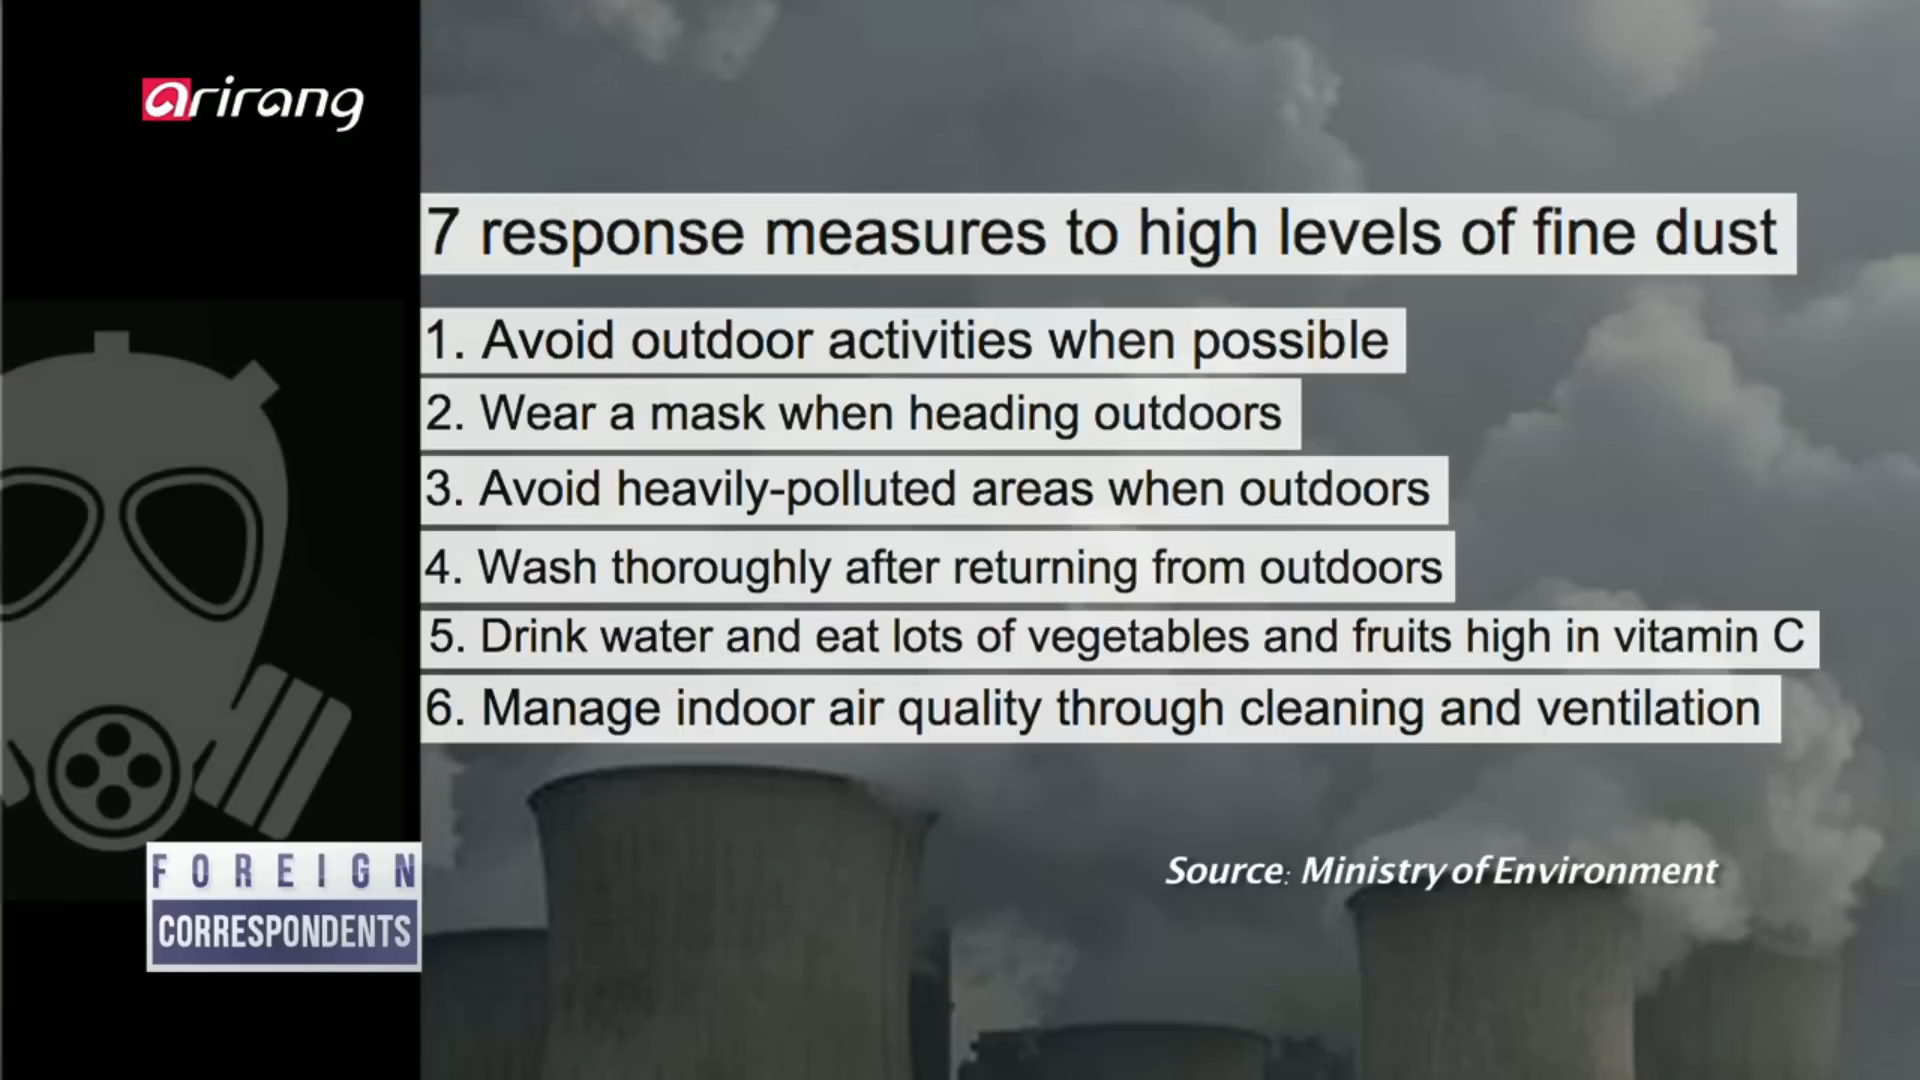 arirang
7 response measures to high levels of fine dust
1. Avoid outdoor activities when possible
2. Wear a mask when heading outdoors
3. Avoid heavily-polluted areas when outdoors
4. Wash thoroughly after returning from outdoors
5. Drink water and eat lots of vegetables and fruits high in vitamin C
6. Manage indoor air quality through cleaning and ventilation
Source: Ministry of Environment
FOREIGN
CORRESPONDENTS